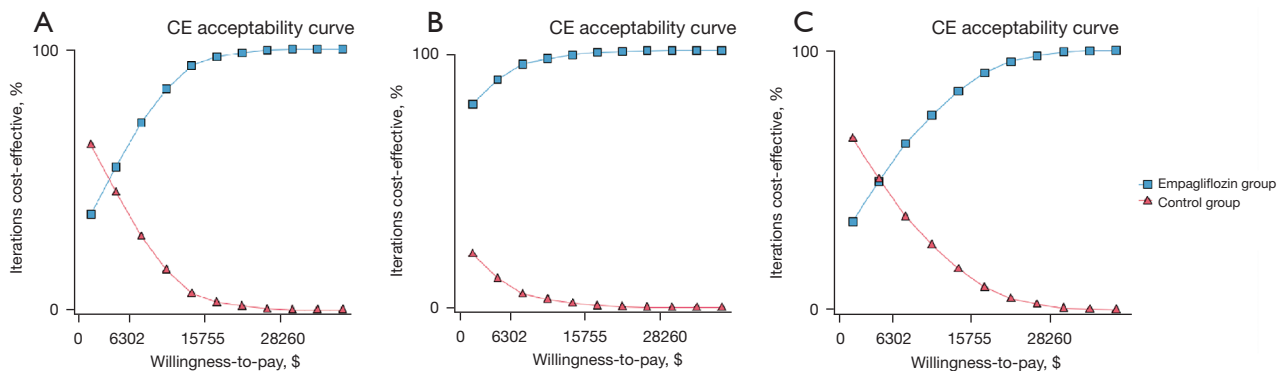 A
CE acceptability curve
100
Iterations cost-effective, %
0
0 6302 15755 28260
Willingness-to-pay, $
B
CE acceptability curve
100
Iterations cost-effective, %
0
0 6302 15755 28260
Willingness-to-pay, $
C
CE acceptability curve
100
Iterations cost-effective, %
0
0 6302 15755 28260
Willingness-to-pay, $
Empagliflozin group
Control group